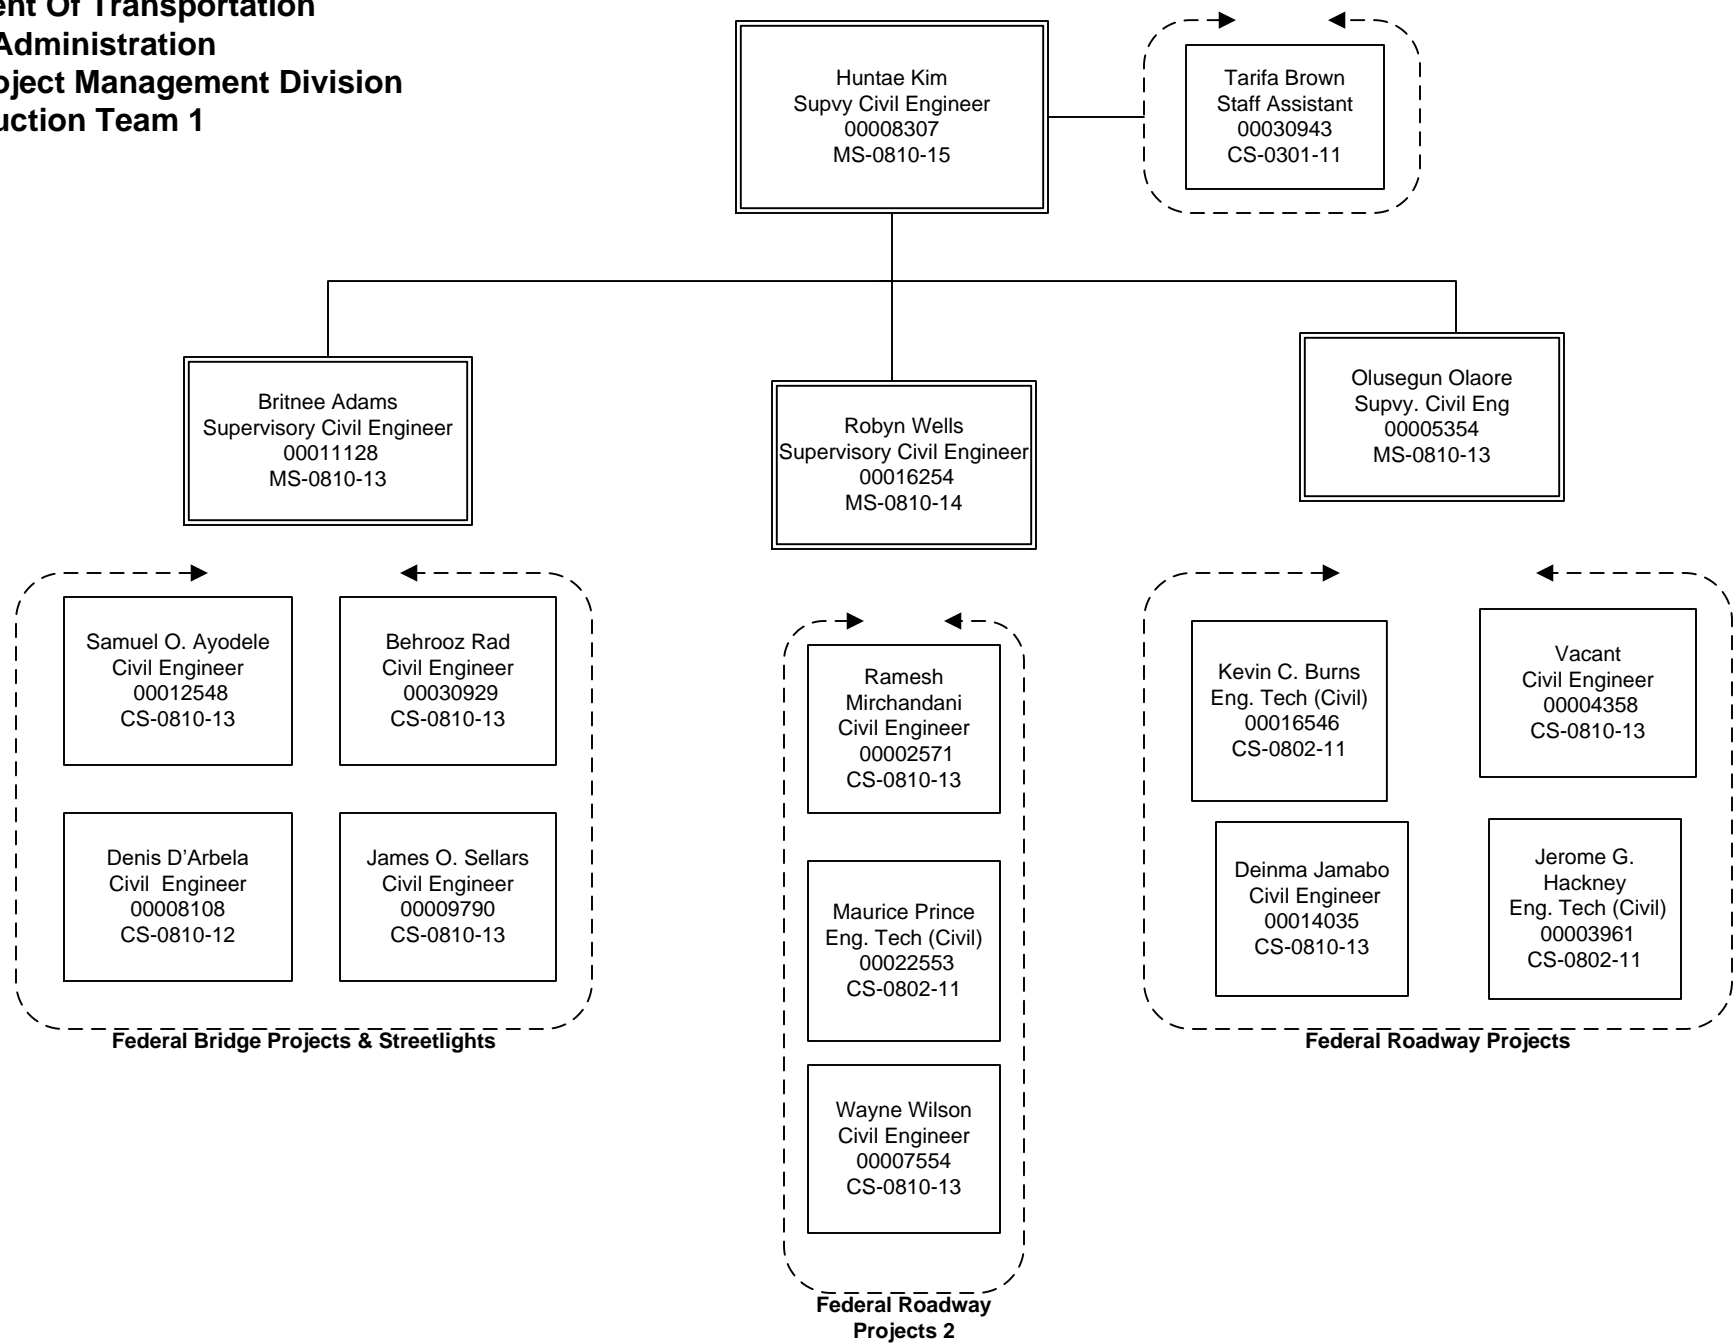 Of Transportation
Administration
Management Division
Team 1
Huntae Kim
Supvy Civil Engineer
00008307
MS-0810-15
Tarifa Brown
Staff Assistant
00030943
CS-0301-11
Britnee Adams
Supervisory Civil Engineer
00011128
MS-0810-13
Robyn Wells
Supervisory Civil Engineer
00016254
MS-0810-14
Olusegun Olaore
Supvy. Civil Eng
00005354
MS-0810-13
Samuel O. Ayodele
Civil Engineer
00012548
CS-0810-13
Behrooz Rad
Civil Engineer
00030929
CS-0810-13
Denis D’Arbela
Civil  Engineer
00008108
CS-0810-12
James O. Sellars
Civil Engineer
00009790
CS-0810-13
Federal Bridge Projects & Streetlights
Ramesh
Mirchandani
Civil Engineer
00002571
CS-0810-13
Maurice Prince
Eng. Tech (Civil)
00022553
CS-0802-11
Wayne Wilson
Civil Engineer
00007554
CS-0810-13
Federal Roadway
Projects 2
Kevin C. Burns
Eng. Tech (Civil)
00016546
CS-0802-11
Vacant
Civil Engineer
00004358
CS-0810-13
Deinma Jamabo
Civil Engineer
00014035
CS-0810-13
Jerome G.
Hackney
Eng. Tech (Civil)
00003961
CS-0802-11
Federal Roadway Projects